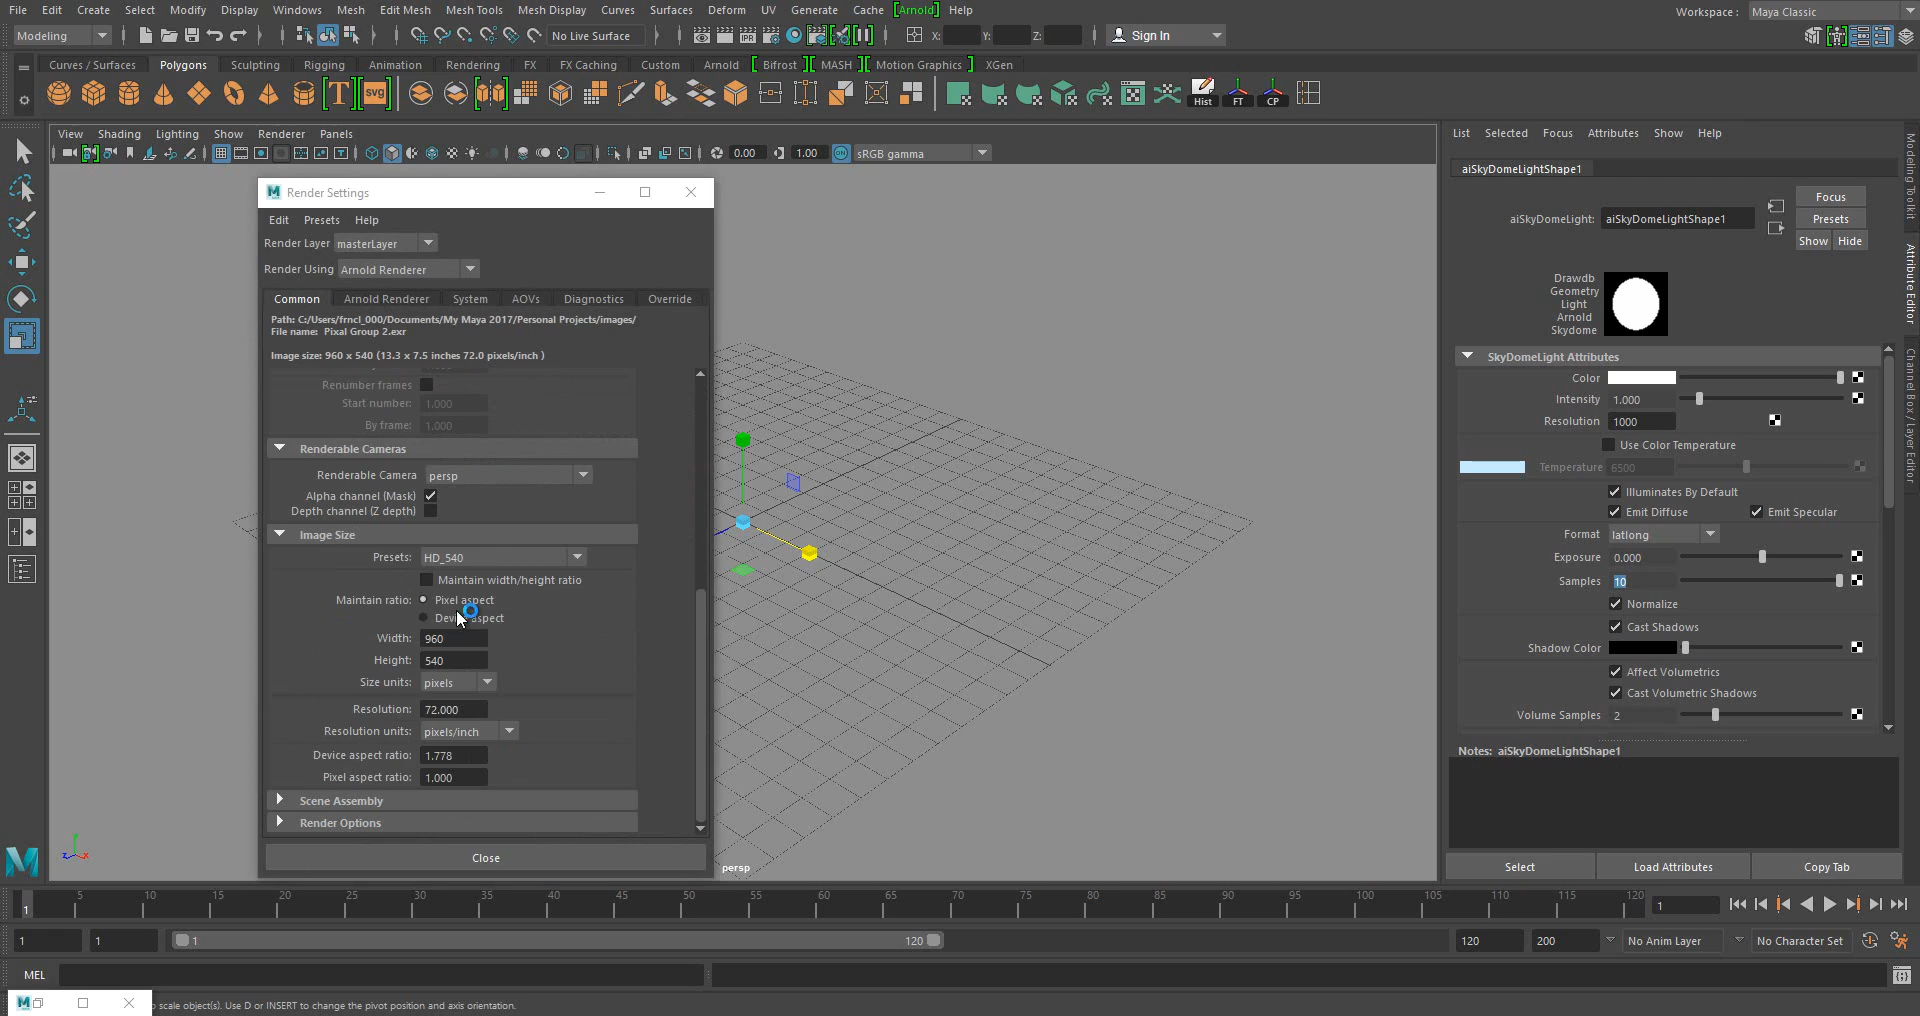 File Edit Create Select Modify Display Windows Mesh Edit Mesh Mesh Tools Mesh Display Curves Surfaces Deform UV Generate Cache [Arnold] Help
Workspace : Maya Classic
Modeling No Live Surface X: Y: Z: Sign In
Curves / Surfaces Polygons Sculpting Rigging Animation Rendering FX FX Caching Custom Arnold Bifrost MASH Motion Graphics XGen
T svg Hist FT CP
View Shading Lighting Show Renderer Panels
0.00 1.00 ON sRGB gamma
Render Settings
Edit Presets Help
Render Layer masterLayer
Render Using Arnold Renderer
Common Arnold Renderer System AOVs Diagnostics Override
Path: C:/Users/frncl_000/Documents/My Maya 2017/Personal Projects/images/
File name: Pixal Group 2.exr
Image size: 960 x 540 (13.3 x 7.5 inches 72.0 pixels/inch )
Renumber frames
Start number: 1.000
By frame: 1.000
Renderable Cameras
Renderable Camera persp
Alpha channel (Mask)
Depth channel (Z depth)
Image Size
Presets: HD_540
Maintain width/height ratio
Maintain ratio: Pixel aspect
aspect
Width: 960
Height: 540
Size units: pixels
Resolution: 72.000
Resolution units: pixels/inch
Device aspect ratio: 1.778
Pixel aspect ratio: 1.000
Scene Assembly
Render Options
Close
persp
List Selected Focus Attributes Show Help
aiSkyDomeLightShape1
aiSkyDomeLight: aiSkyDomeLightShape1
Focus
Presets
Show Hide
Drawdb
Geometry
Light
Arnold
Skydome
SkyDomeLight Attributes
Color
Intensity 1.000
Resolution 1000
Use Color Temperature
Temperature 6500
Illuminates By Default
Emit Diffuse Emit Specular
Format latlong
Exposure 0.000
Samples 10
Normalize
Cast Shadows
Shadow Color
Affect Volumetrics
Cast Volumetric Shadows
Volume Samples 2
Notes: aiSkyDomeLightShape1
Select Load Attributes Copy Tab
Modeling Toolkit
Attribute Editor
Channel Box / Layer Editor
1 5 10 15 20 25 30 35 40 45 50 55 60 65 70 75 80 85 90 95 100 105 110 115 120 1
1 1 1 120 120 200 No Anim Layer No Character Set
MEL
scale object(s). Use D or INSERT to change the pivot position and axis orientation.